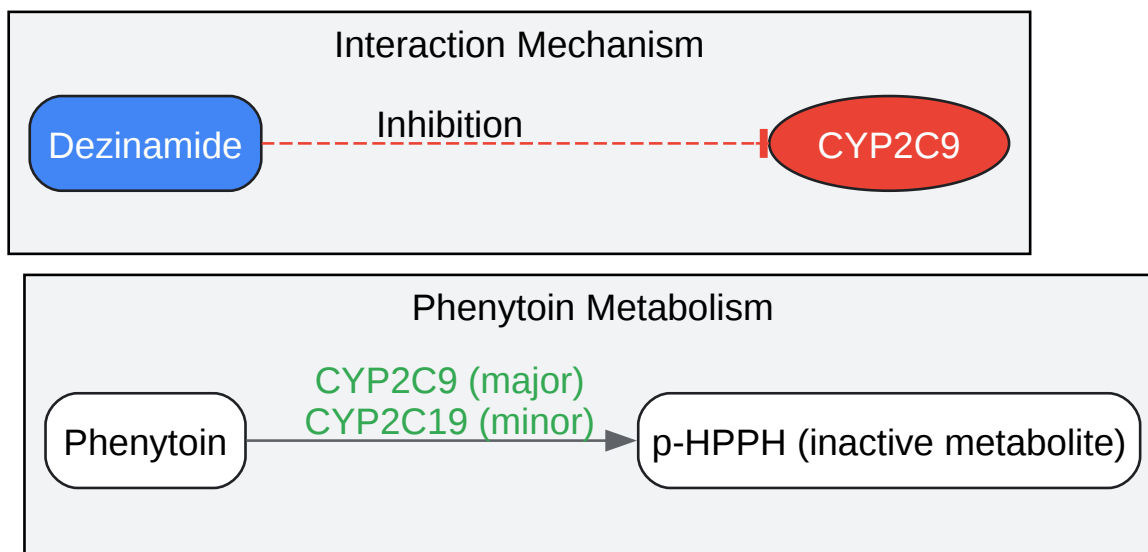 Interaction Mechanism
Dezinamide
Inhibition
CYP2C9
Phenytoin Metabolism
CYP2C9 (major)
CYP2C19 (minor)
Phenytoin
p-HPPH (inactive metabolite)